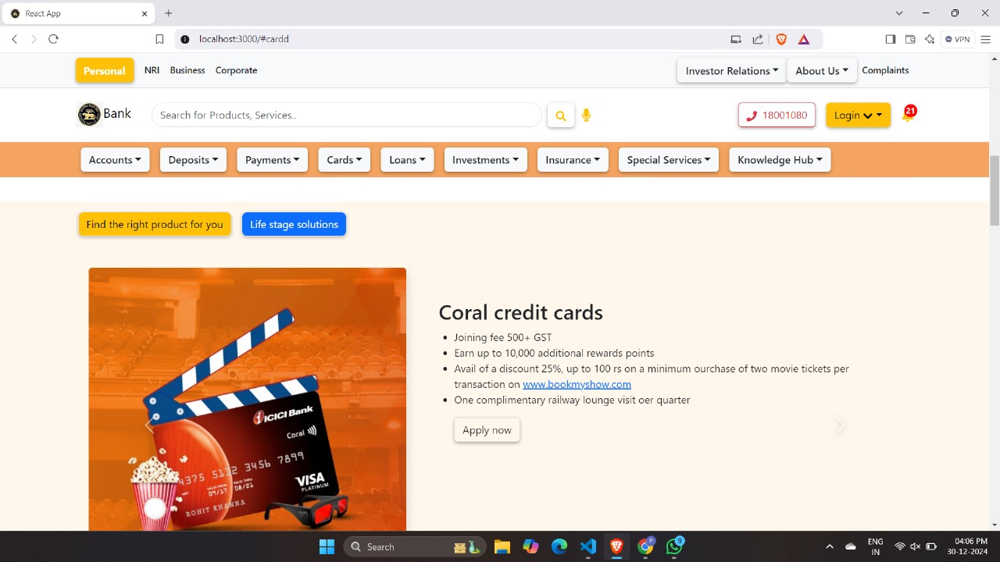 React App
localhost:3000/#cardd
VPN
Personal NRI Business Corporate Investor Relations About Us Complaints
Bank Search for Products, Services.. 18001080 Login 21
Accounts Deposits Payments Cards Loans Investments Insurance Special Services Knowledge Hub
Find the right product for you Life stage solutions
Coral credit cards
Joining fee 500+ GST
Earn up to 10,000 additional rewards points
Avail of a discount 25%, up to 100 rs on a minimum ourchase of two movie tickets per
transaction on www.bookmyshow.com
One complimentary railway lounge visit oer quarter
Apply now
ICICI Bank
Coral
4375 5112 3456 7899
VALID FROM 09/17 VALID THRU 08/21
VISA
PLATINUM
ROHIT KHANNA
Search
P
9
ENG
IN
04:06 PM
30-12-2024